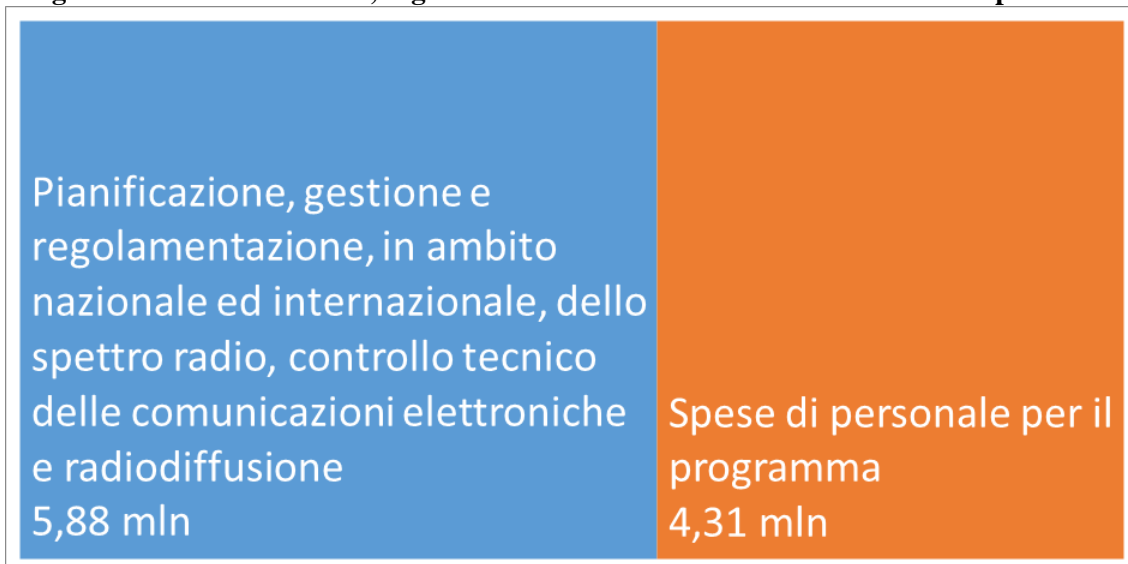 Pianificazione, gestione e
regolamentazione, in ambito
nazionale ed internazionale, dello
spettro radio, controllo tecnico
delle comunicazioni elettroniche
e radiodiffusione
5,88 mln
Spese di personale per il
programma
4,31 mln